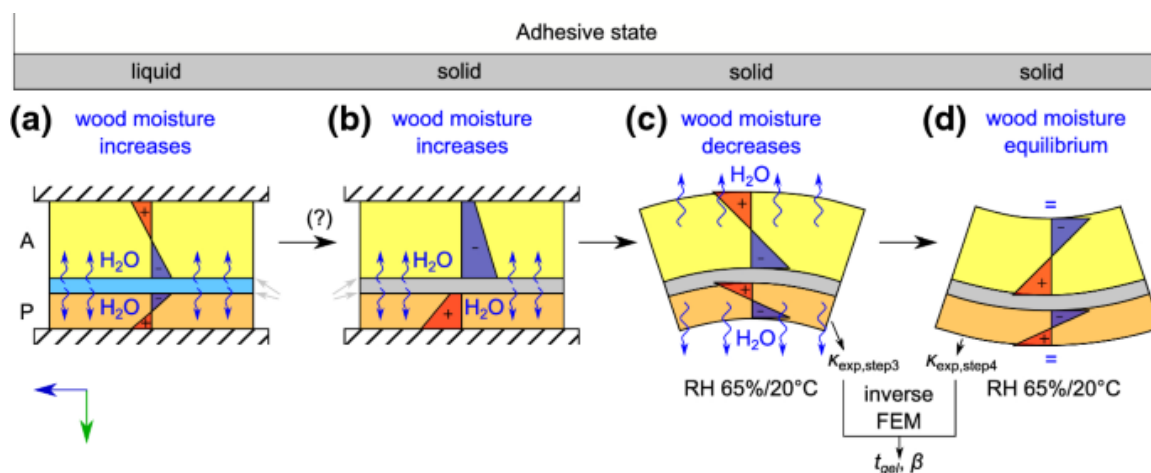 Adhesive state
liquid solid solid solid
(a) wood moisture increases
(b) wood moisture increases
(c) wood moisture decreases
(d) wood moisture equilibrium
A
P
+
-
H₂O
-
H₂O
+
(?)
-
H₂O
+
H₂O
H₂O
+
-
+
-
H₂O
=
-
+
-
+
=
κexp,step3
κexp,step4
RH 65%/20°C
RH 65%/20°C
inverse
FEM
tgel, β